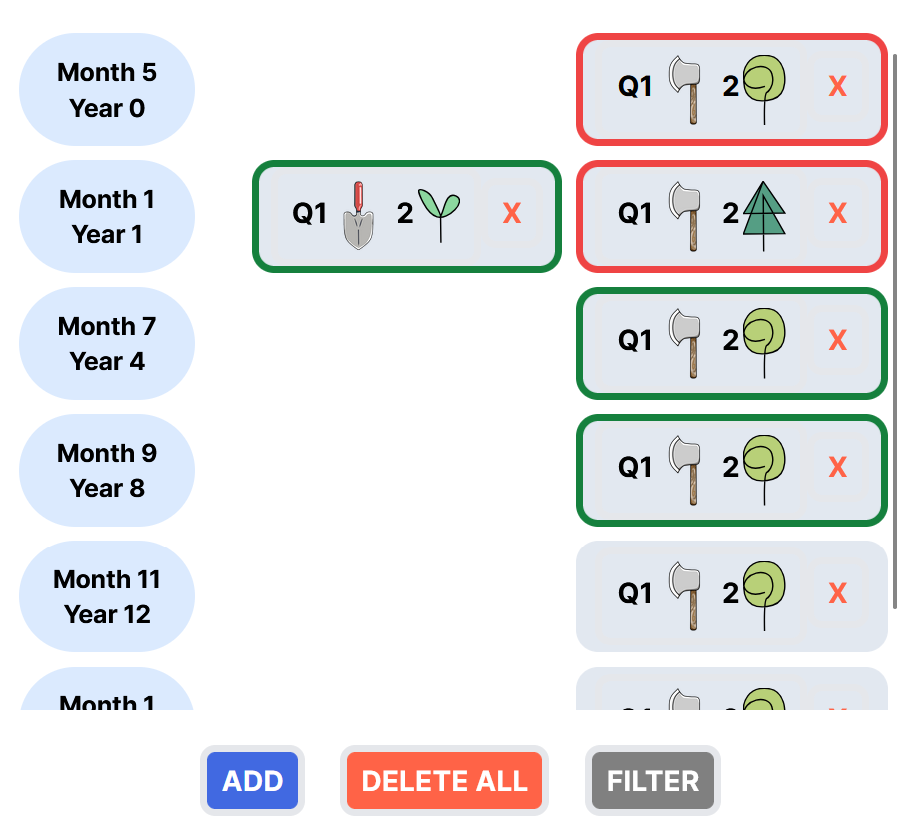 Month 5
Year 0
Q1 2 X
Month 1
Year 1
Q1 2 X
Q1 2 X
Month 7
Year 4
Q1 2 X
Month 9
Year 8
Q1 2 X
Month 11
Year 12
Q1 2 X
Month 1
ADD
DELETE ALL
FILTER